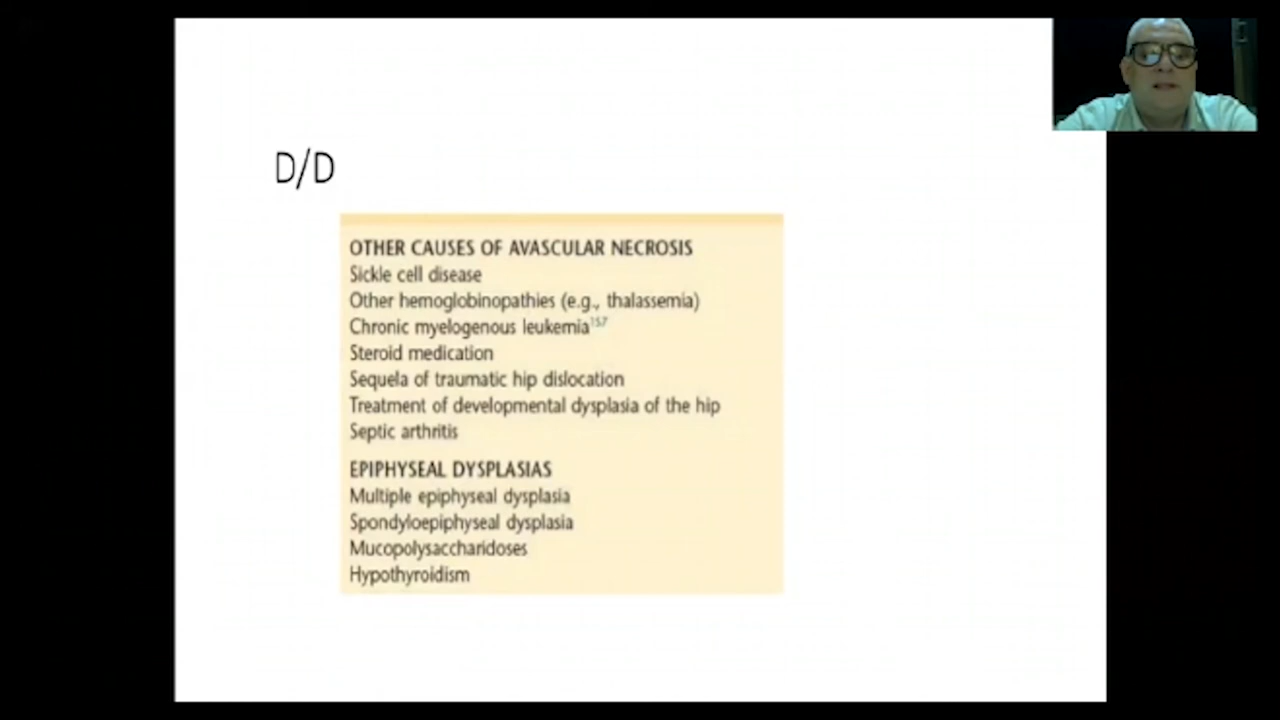 D/D
OTHER CAUSES OF AVASCULAR NECROSIS
Sickle cell disease
Other hemoglobinopathies (e.g., thalassemia)
Chronic myelogenous leukemia157
Steroid medication
Sequela of traumatic hip dislocation
Treatment of developmental dysplasia of the hip
Septic arthritis
EPIPHYSEAL DYSPLASIAS
Multiple epiphyseal dysplasia
Spondyloepiphyseal dysplasia
Mucopolysaccharidoses
Hypothyroidism